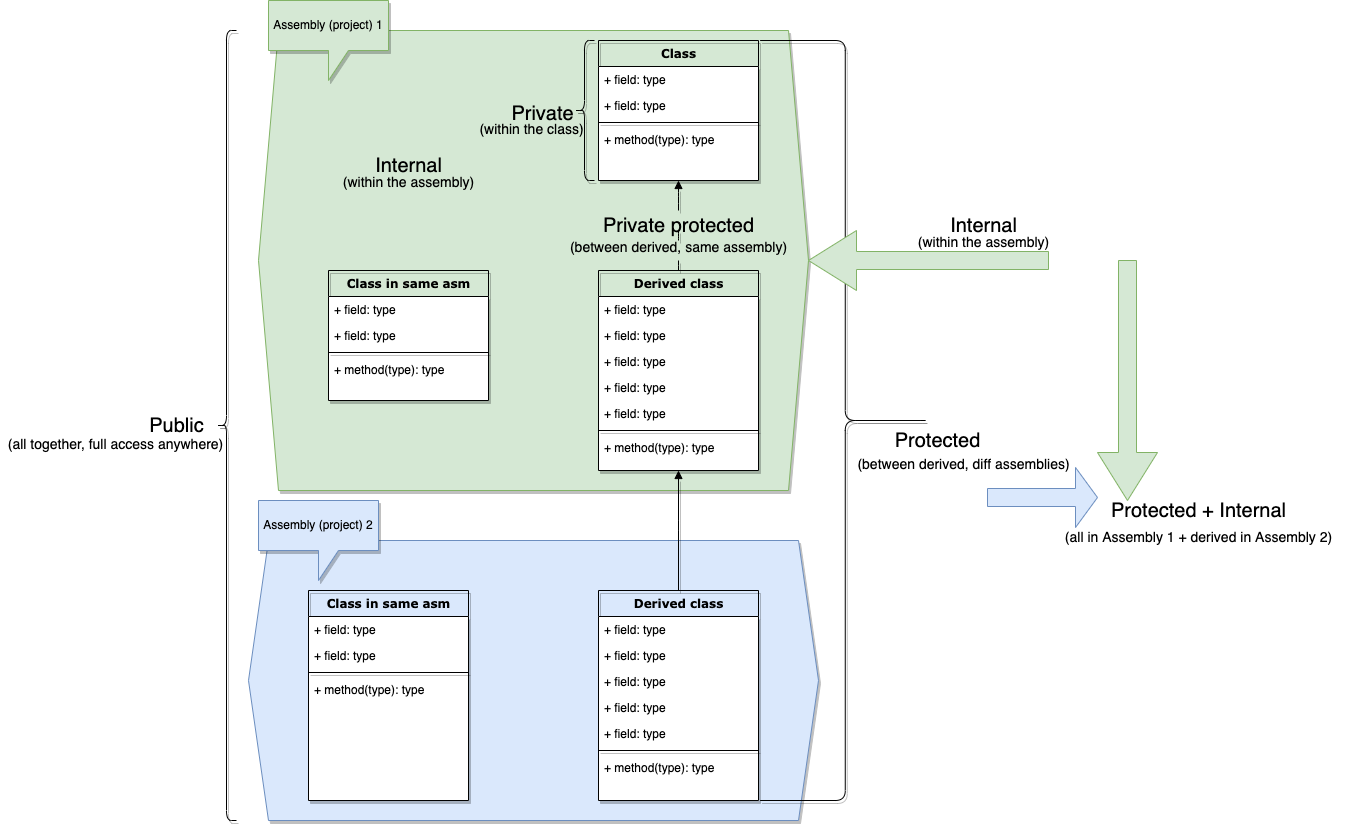 Assembly (project) 1
Class
+ field: type
+ field: type
+ method(type): type
Private
(within the class)
Internal
(within the assembly)
Private protected
(between derived, same assembly)
Internal
(within the assembly)
Class in same asm
+ field: type
+ field: type
+ method(type): type
Derived class
+ field: type
+ field: type
+ field: type
+ field: type
+ field: type
+ method(type): type
Public
(all together, full access anywhere)
Protected
(between derived, diff assemblies)
Protected + Internal
(all in Assembly 1 + derived in Assembly 2)
Assembly (project) 2
Class in same asm
+ field: type
+ field: type
+ method(type): type
Derived class
+ field: type
+ field: type
+ field: type
+ field: type
+ field: type
+ method(type): type